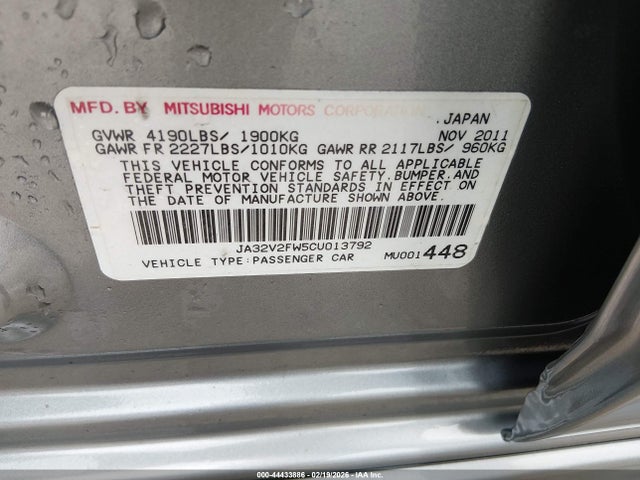 MFD. BY MITSUBISHI MOTORS CORPORATION
, JAPAN
GVWR 4190LBS/ 1900KG NOV 2011
GAWR FR 2227LBS/1010KG GAWR RR 2117LBS/ 960KG
THIS VEHICLE CONFORMS TO ALL APPLICABLE
FEDERAL MOTOR VEHICLE SAFETY.BUMPER.AND
THEFT PREVENTION STANDARDS IN EFFECT ON
THE DATE OF MANUFACTURE SHOWN ABOVE.
JA32V2FW5CU013792
VEHICLE TYPE:PASSENGER CAR MU001448
000-44433886 - 02/19/2026 - IAA Inc.